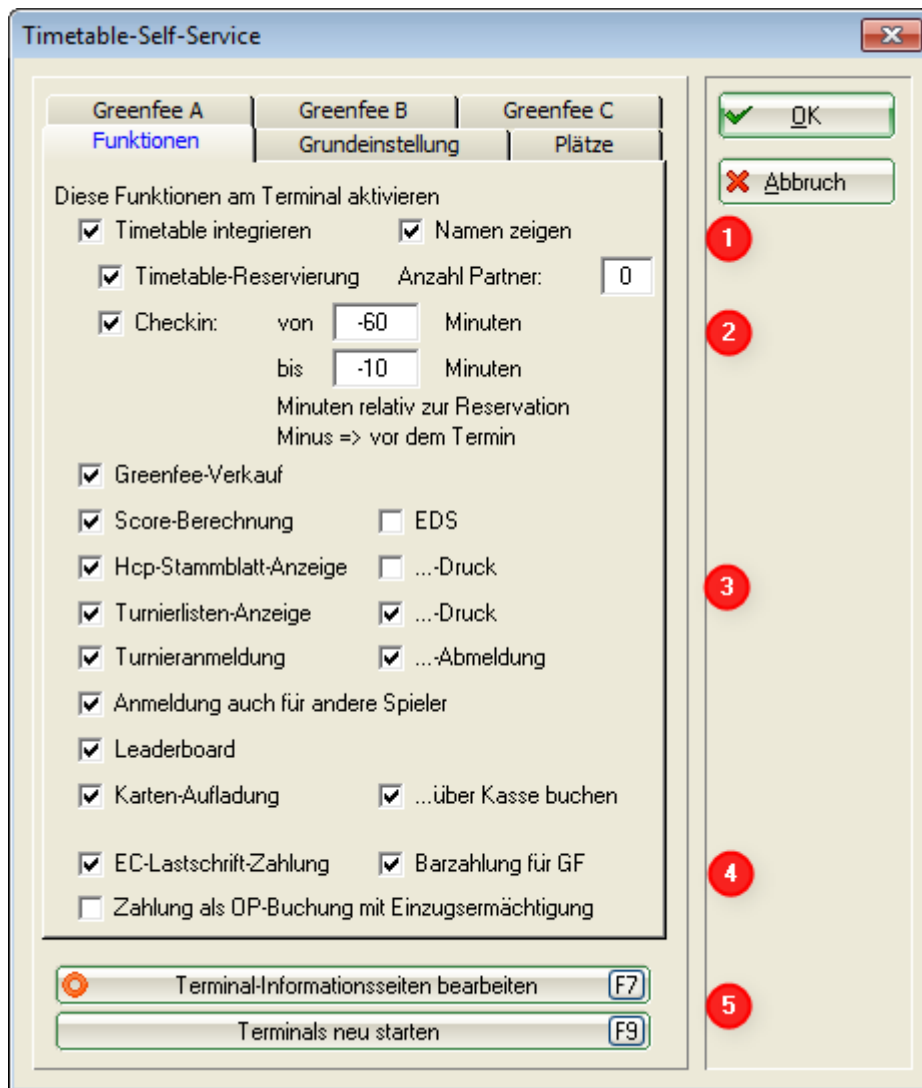 Timetable-Self-Service
Greenfee A Greenfee B Greenfee C
Funktionen Grundeinstellung Plätze
OK
Abbruch
Diese Funktionen am Terminal aktivieren
Timetable integrieren Namen zeigen 1
Timetable-Reservierung Anzahl Partner: 0
Checkin: von -60 Minuten 2
bis -10 Minuten
Minuten relativ zur Reservation
Minus => vor dem Termin
Greenfee-Verkauf
Score-Berechnung EDS
Hcp-Stammblatt-Anzeige ...-Druck 3
Turnierlisten-Anzeige ...-Druck
Turnieranmeldung ...-Abmeldung
Anmeldung auch für andere Spieler
Leaderboard
Karten-Aufladung ...über Kasse buchen
EC-Lastschrift-Zahlung Barzahlung für GF 4
Zahlung als OP-Buchung mit Einzugsermächtigung
Terminal-Informationsseiten bearbeiten F7
Terminals neu starten F9 5